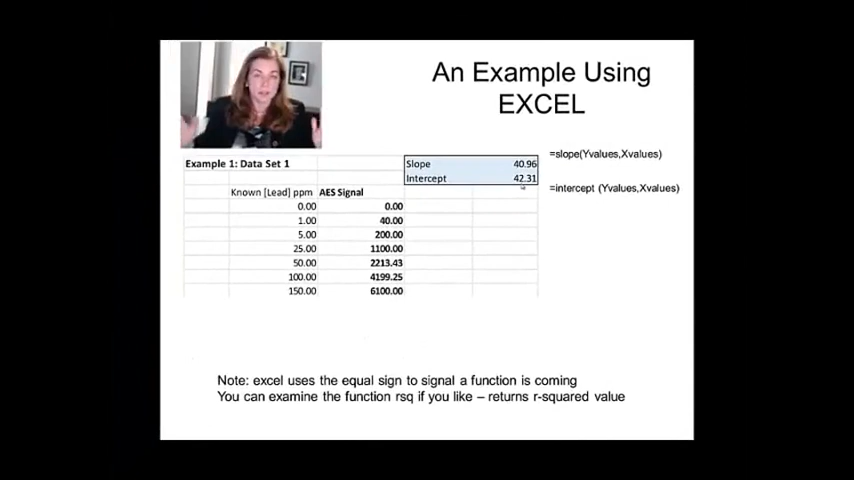 An Example Using
EXCEL
=slope(Yvalues,Xvalues)
=intercept (Yvalues,Xvalues)
Example 1: Data Set 1
Slope 40.96
Intercept 42.31
Known [Lead] ppm AES Signal
0.00 0.00
1.00 40.00
5.00 200.00
25.00 1100.00
50.00 2213.43
100.00 4199.25
150.00 6100.00
Note: excel uses the equal sign to signal a function is coming
You can examine the function rsq if you like – returns r-squared value